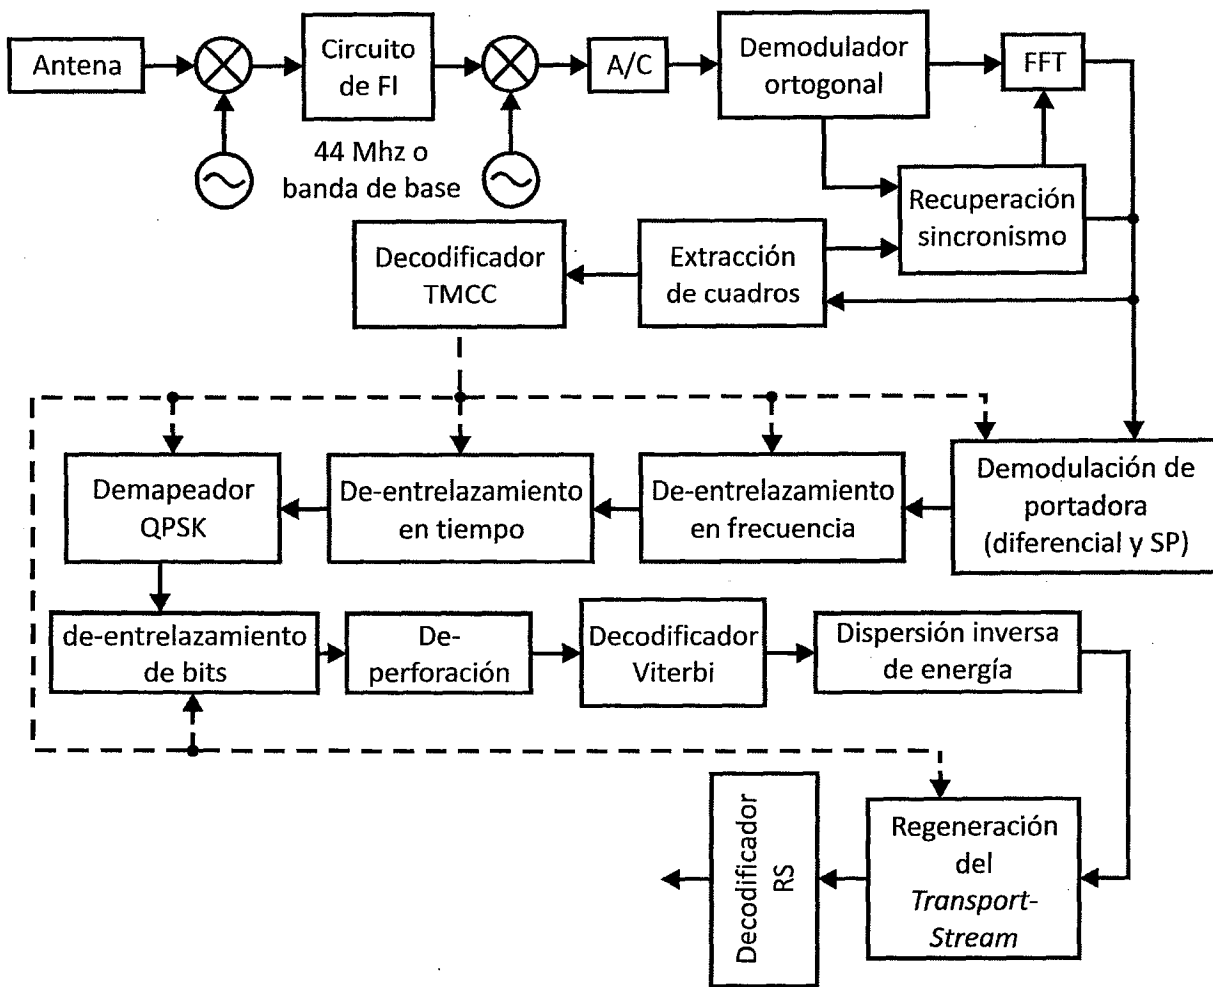 Antena
Circuito
de FI
A/C
Demodulador
ortogonal
FFT
44 Mhz o
banda de base
Recuperación
sincronismo
Decodificador
TMCC
Extracción
de cuadros
Demapeador
QPSK
De-entrelazamiento
en tiempo
De-entrelazamiento
en frecuencia
Demodulación de
portadora
(diferencial y SP)
de-entrelazamiento
de bits
De-
perforación
Decodificador
Viterbi
Dispersión inversa
de energía
Decodificador
RS
Regeneración
del
Transport-
Stream